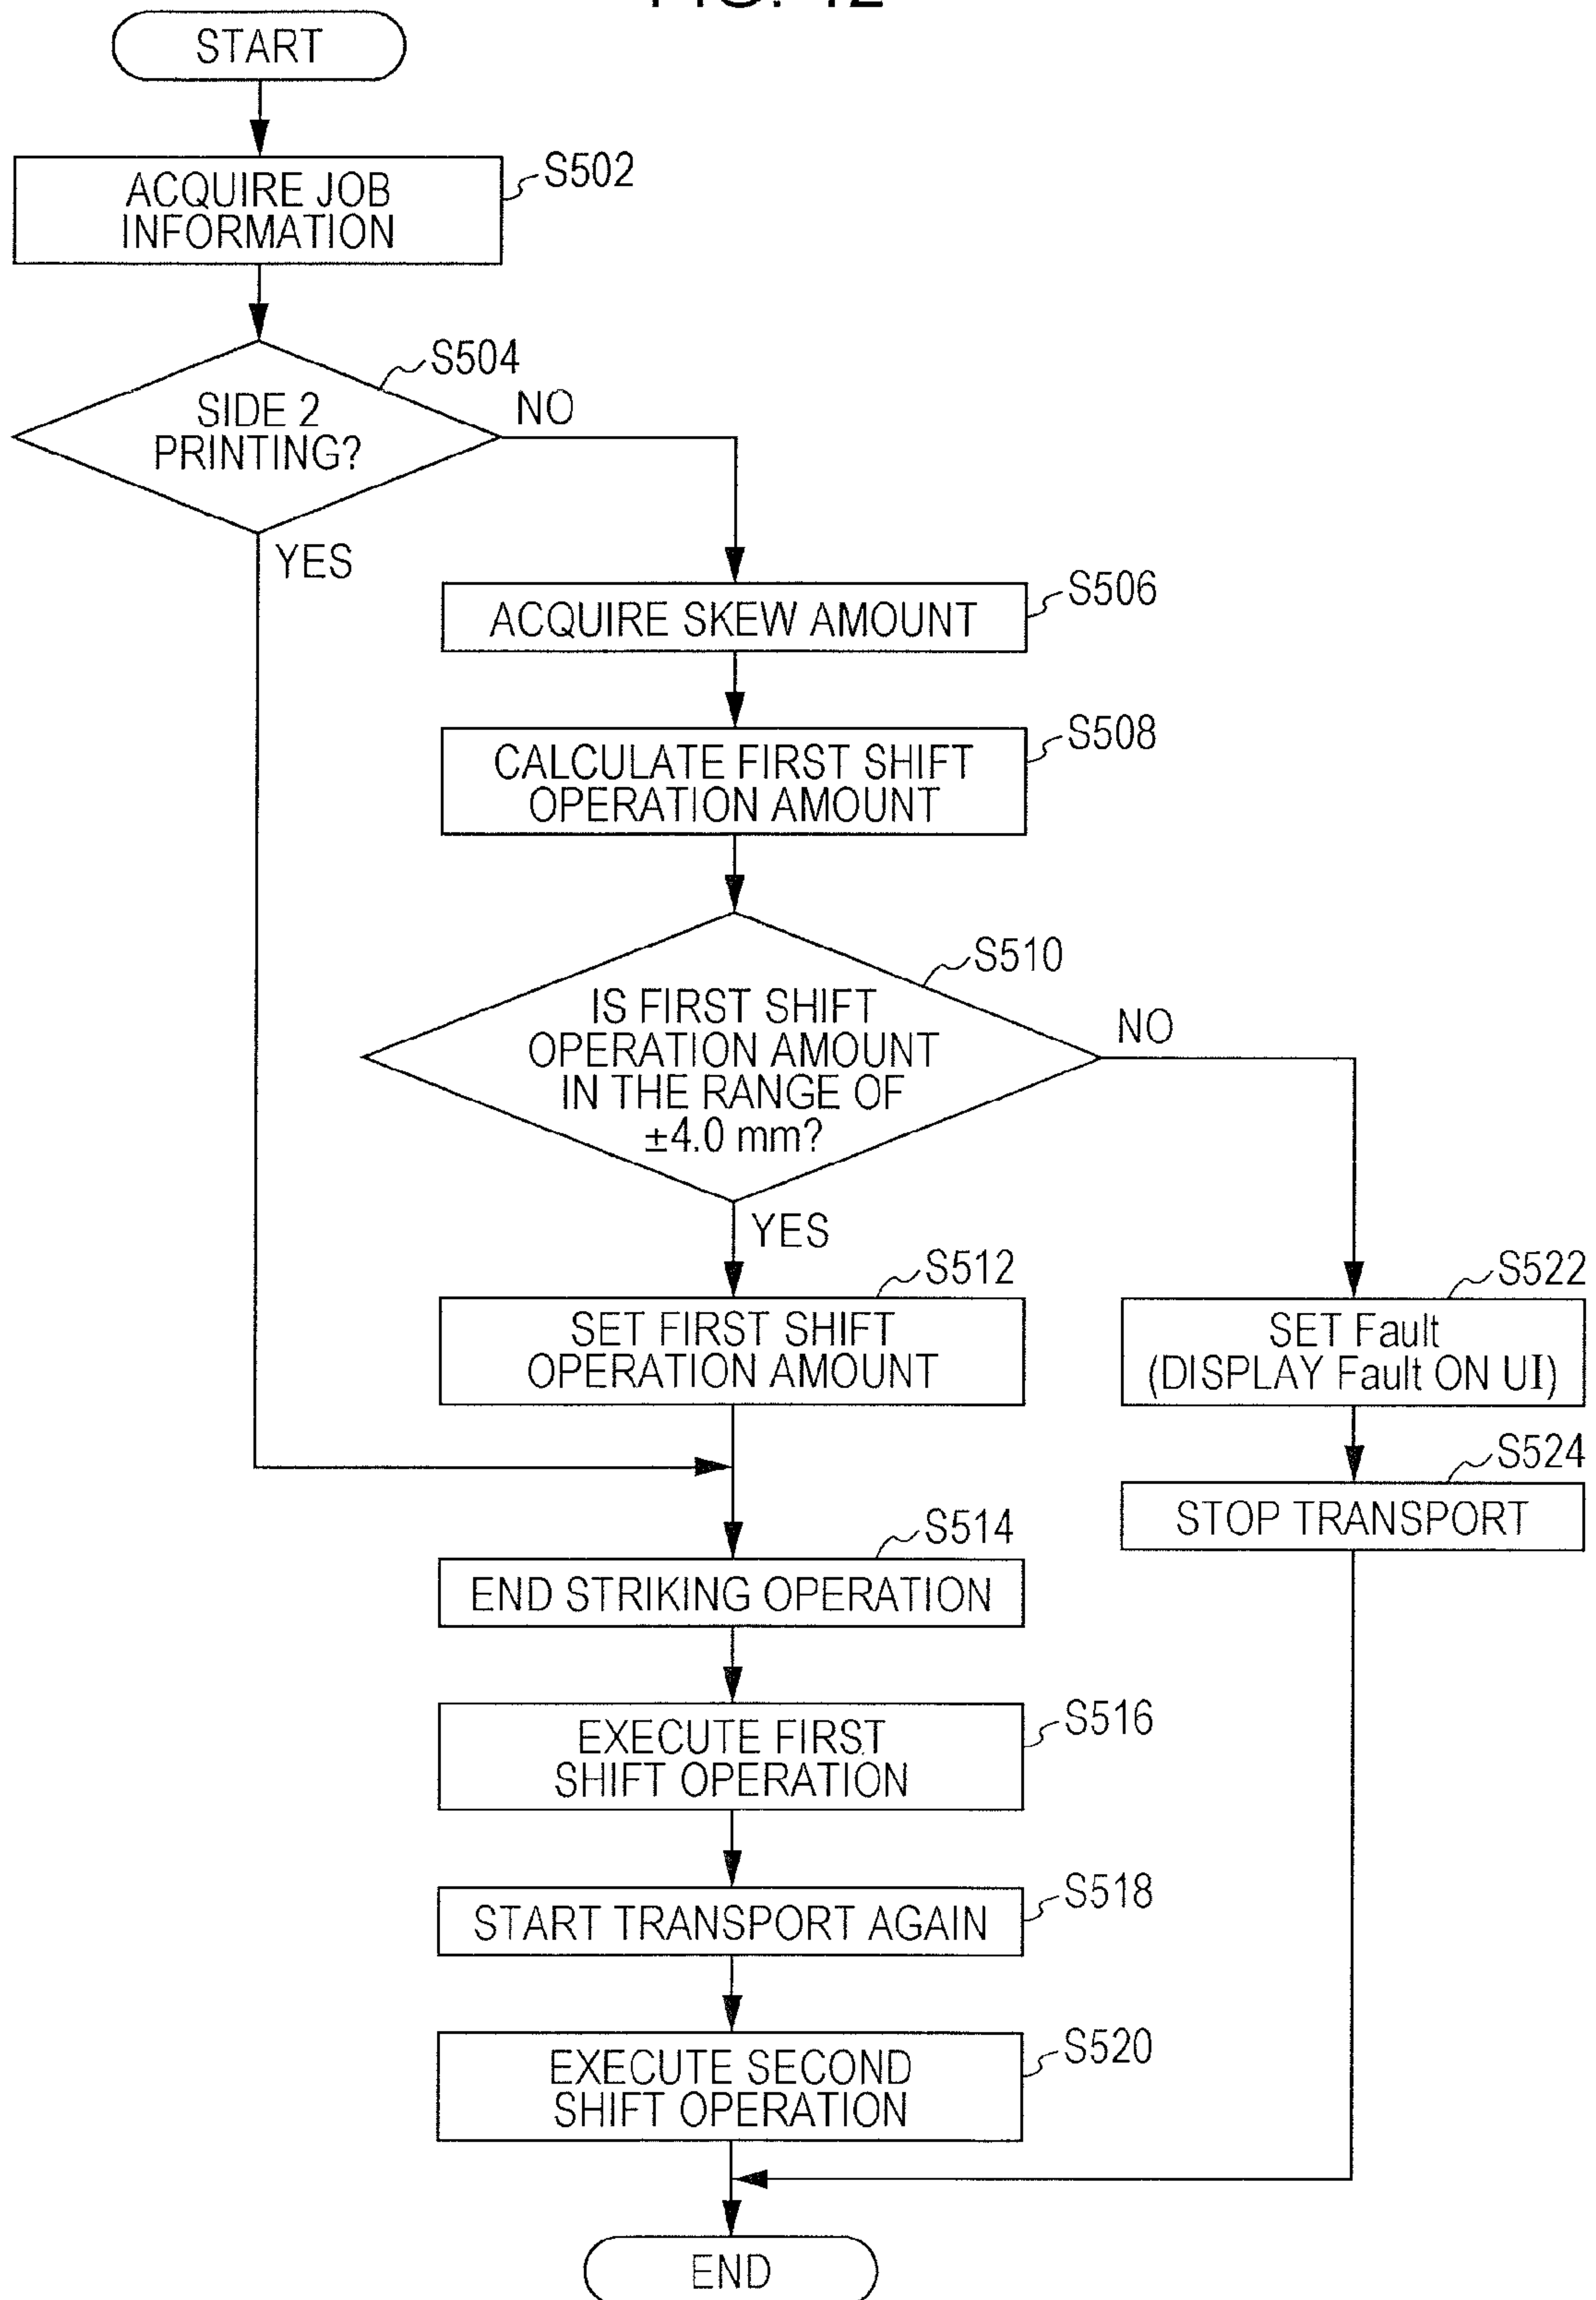 START
ACQUIRE JOB
INFORMATION
S502
SIDE 2
PRINTING?
S504
NO
YES
ACQUIRE SKEW AMOUNT
S506
CALCULATE FIRST SHIFT
OPERATION AMOUNT
S508
IS FIRST SHIFT
OPERATION AMOUNT
IN THE RANGE OF
±4.0 mm?
S510
NO
YES
SET FIRST SHIFT
OPERATION AMOUNT
S512
SET Fault
(DISPLAY Fault ON UI)
S522
STOP TRANSPORT
S524
END STRIKING OPERATION
S514
EXECUTE FIRST
SHIFT OPERATION
S516
START TRANSPORT AGAIN
S518
EXECUTE SECOND
SHIFT OPERATION
S520
END